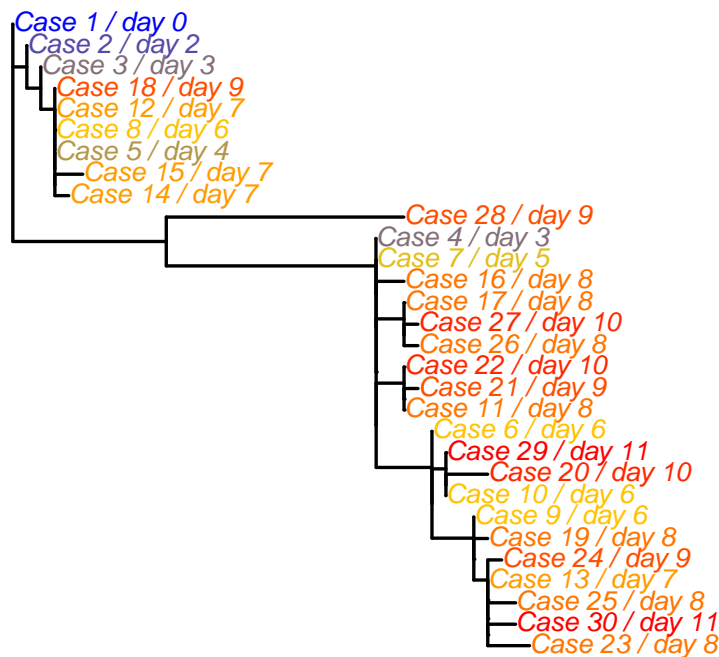 Case 1 / day 0
Case 2 / day 2
Case 3 / day 3
Case 18 / day 9
Case 12 / day 7
Case 8 / day 6
Case 5 / day 4
Case 15 / day 7
Case 14 / day 7
Case 28 / day 9
Case 4 / day 3
Case 7 / day 5
Case 16 / day 8
Case 17 / day 8
Case 27 / day 10
Case 26 / day 8
Case 22 / day 10
Case 21 / day 9
Case 11 / day 8
Case 6 / day 6
Case 29 / day 11
Case 20 / day 10
Case 10 / day 6
Case 9 / day 6
Case 19 / day 8
Case 24 / day 9
Case 13 / day 7
Case 25 / day 8
Case 30 / day 11
Case 23 / day 8